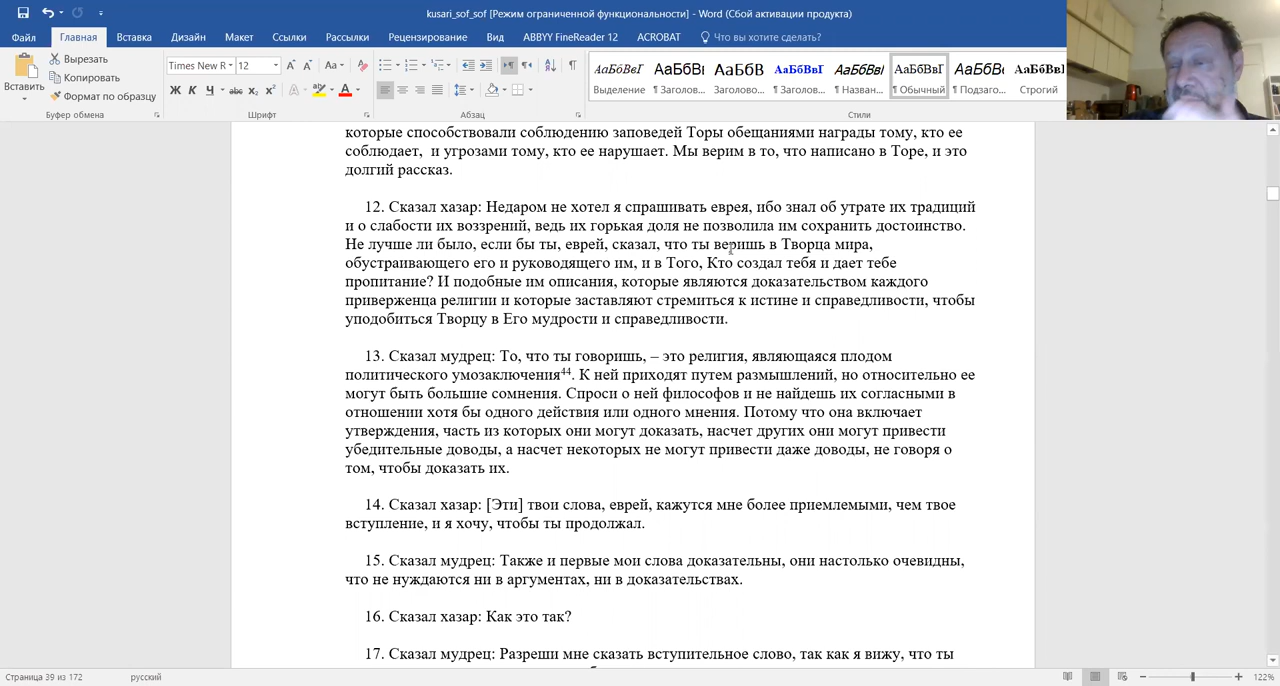 kusari_sof_sof [Режим ограниченной функциональности] - Word (Сбой активации продукта)
Файл Главная Вставка Дизайн Макет Ссылки Рассылки Рецензирование Вид ABBYY FineReader 12 ACROBAT Что вы хотите сделать?
Вставить
Вырезать
Копировать
Формат по образцу
Буфер обмена
Times New R 12
Шрифт
Абзац
АаБбВвГ АаБбВв АаБбВ АаБбВвГ АаБбВвІ АаБбВвГ АаБбВв АаБбВвГ
Выделение ¶ Заголов... Заголово... ¶ Заголов... ¶ Назван... ¶ Обычный ¶ Подзаго... Строгий
Стили
которые способствовали соблюдению заповедей Торы обещаниями награды тому, кто ее
соблюдает, и угрозами тому, кто ее нарушает. Мы верим в то, что написано в Торе, и это
долгий рассказ.
12. Сказал хазар: Недаром не хотел я спрашивать еврея, ибо знал об утрате их традиций
и о слабости их воззрений, ведь их горькая доля не позволила им сохранить достоинство.
Не лучше ли было, если бы ты, еврей, сказал, что ты веришь в Творца мира,
обустраивающего его и руководящего им, и в Того, Кто создал тебя и дает тебе
пропитание? И подобные им описания, которые являются доказательством каждого
приверженца религии и которые заставляют стремиться к истине и справедливости, чтобы
уподобиться Творцу в Его мудрости и справедливости.
13. Сказал мудрец: То, что ты говоришь, – это религия, являющаяся плодом
политического умозаключения44. К ней приходят путем размышлений, но относительно ее
могут быть большие сомнения. Спроси о ней философов и не найдешь их согласными в
отношении хотя бы одного действия или одного мнения. Потому что она включает
утверждения, часть из которых они могут доказать, насчет других они могут привести
убедительные доводы, а насчет некоторых не могут привести даже доводы, не говоря о
том, чтобы доказать их.
14. Сказал хазар: [Эти] твои слова, еврей, кажутся мне более приемлемыми, чем твое
вступление, и я хочу, чтобы ты продолжал.
15. Сказал мудрец: Также и первые мои слова доказательны, они настолько очевидны,
что не нуждаются ни в аргументах, ни в доказательствах.
16. Сказал хазар: Как это так?
17. Сказал мудрец: Разреши мне сказать вступительное слово, так как я вижу, что ты
Страница 39 из 172 русский 122%